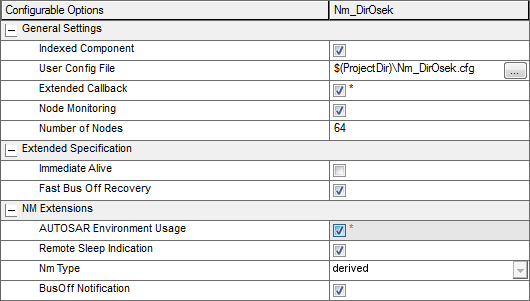 Configurable Options Nm_DirOsek
General Settings
Indexed Component
User Config File $(ProjectDir)\Nm_DirOsek.cfg ...
Extended Callback *
Node Monitoring
Number of Nodes 64
Extended Specification
Immediate Alive
Fast Bus Off Recovery
NM Extensions
AUTOSAR Environment Usage *
Remote Sleep Indication
Nm Type derived
BusOff Notification